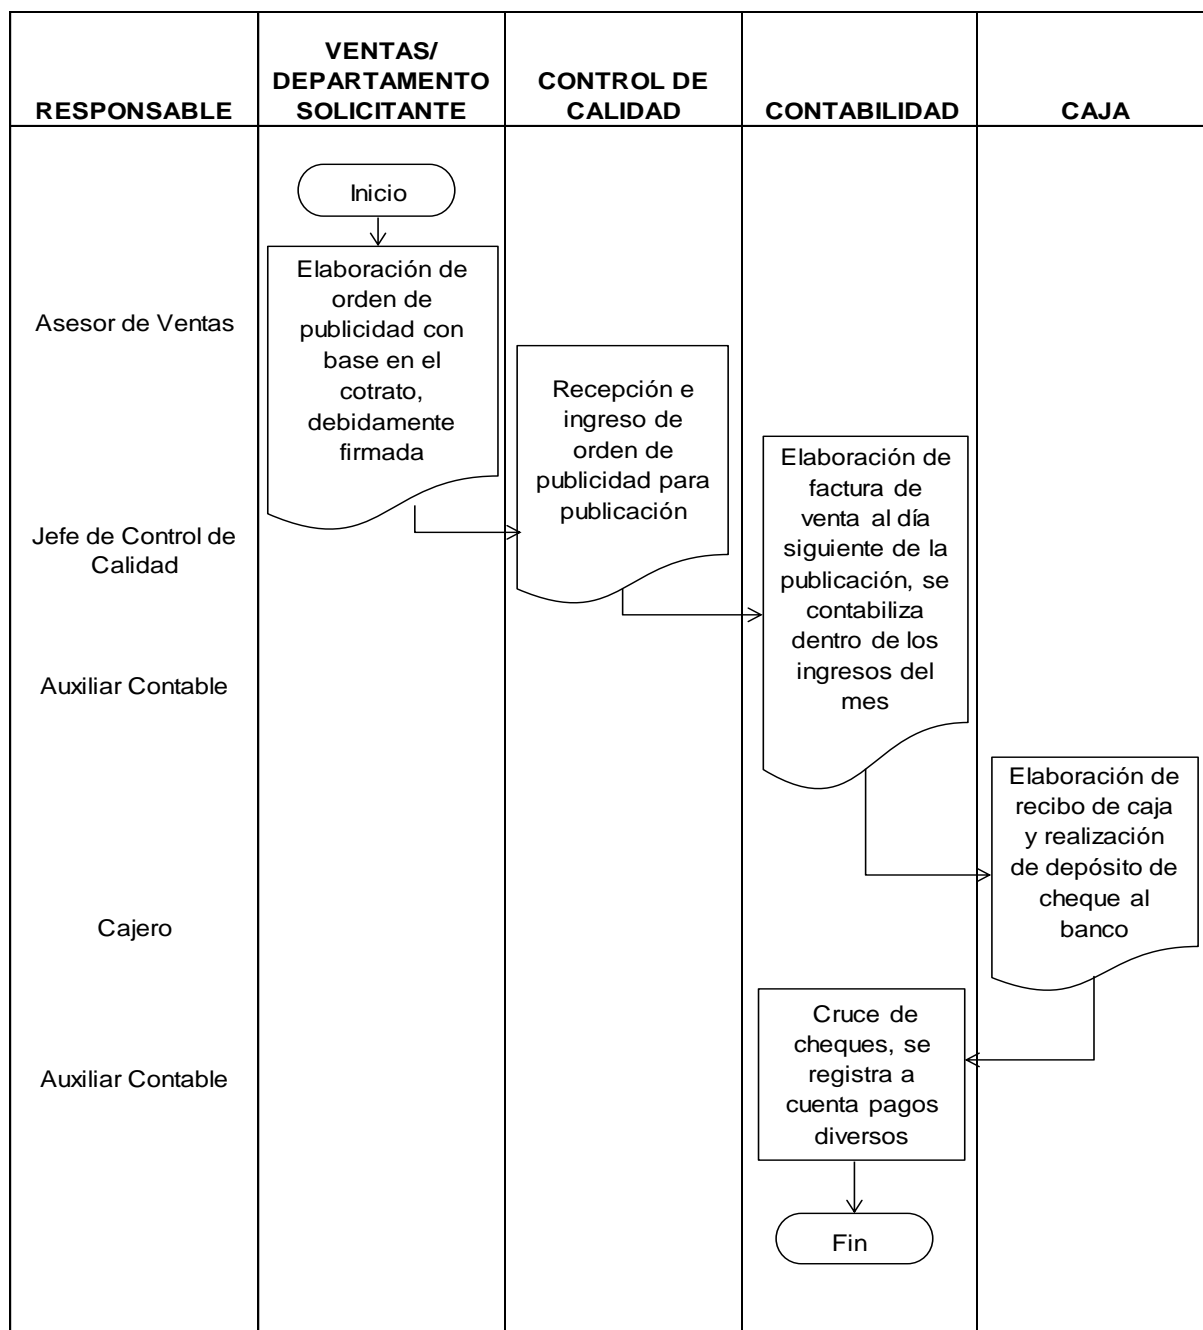 RESPONSABLE
VENTAS/
DEPARTAMENTO
SOLICITANTE
CONTROL DE
CALIDAD
CONTABILIDAD
CAJA
Inicio
Asesor de Ventas
Elaboración de
orden de
publicidad con
base en el
cotrato,
debidamente
firmada
Jefe de Control de
Calidad
Recepción e
ingreso de
orden de
publicidad para
publicación
Auxiliar Contable
Elaboración de
factura de
venta al día
siguiente de la
publicación, se
contabiliza
dentro de los
ingresos del
mes
Cajero
Elaboración de
recibo de caja
y realización
de depósito de
cheque al
banco
Auxiliar Contable
Cruce de
cheques, se
registra a
cuenta pagos
diversos
Fin